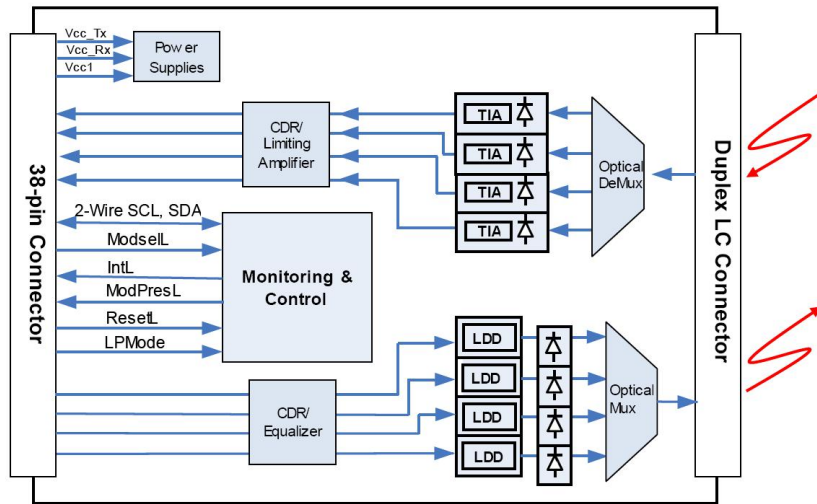 Vcc_Tx
Vcc_Rx
Vcc1
Power
Supplies
CDR/
Limiting
Amplifier
TIA
TIA
TIA
TIA
Optical
DeMux
38-pin Connector
Duplex LC Connector
2-Wire SCL, SDA
ModselL
IntL
ModPresL
ResetL
LPMode
Monitoring &
Control
CDR/
Equalizer
LDD
LDD
LDD
LDD
Optical
Mux